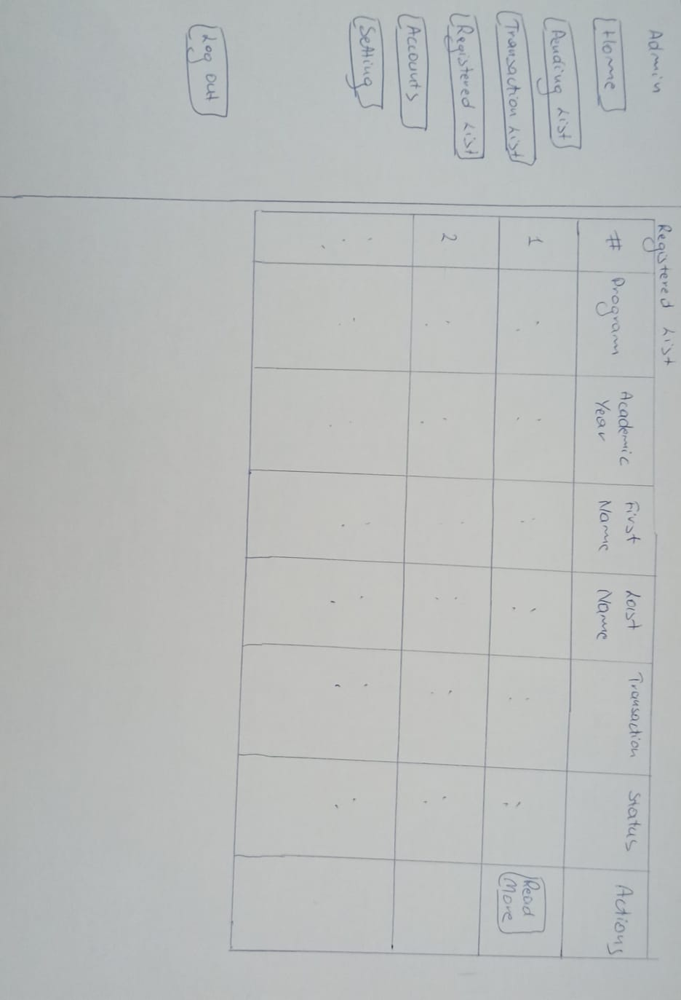 Admin
Home
Pending List
Transaction List
Registered List
Accounts
Setting
Log out
Registered List
# Program Academic First Last Transaction Status Actions
Year Name Name
1 Read
More
2